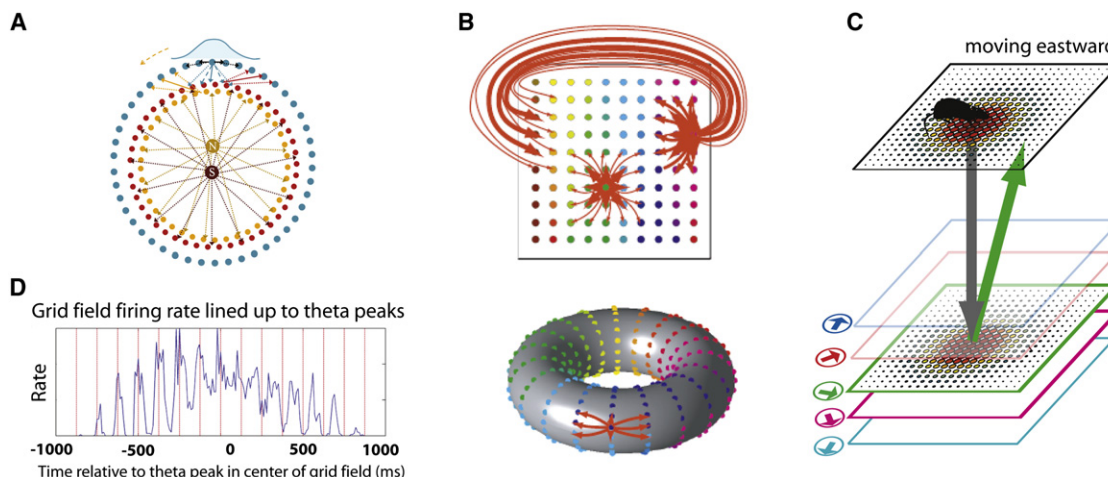 A
B
C
moving eastward
N
S
D
Grid field firing rate lined up to theta peaks
Rate
-1000 -500 0 500 1000
Time relative to theta peak in center of grid field (ms)